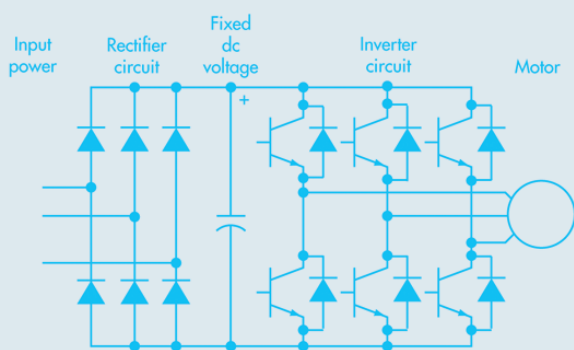 Input
power
Rectifier
circuit
Fixed
dc
voltage
+
Inverter
circuit
Motor